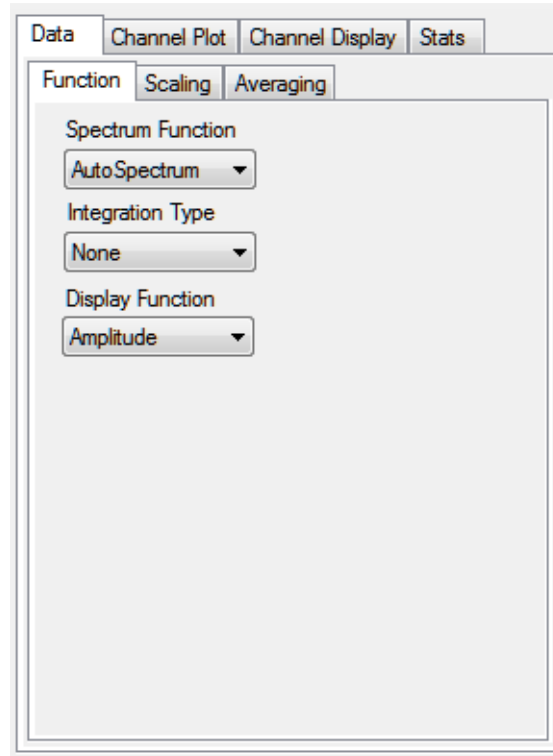 Data Channel Plot Channel Display Stats
Function Scaling Averaging
Spectrum Function
AutoSpectrum
Integration Type
None
Display Function
Amplitude